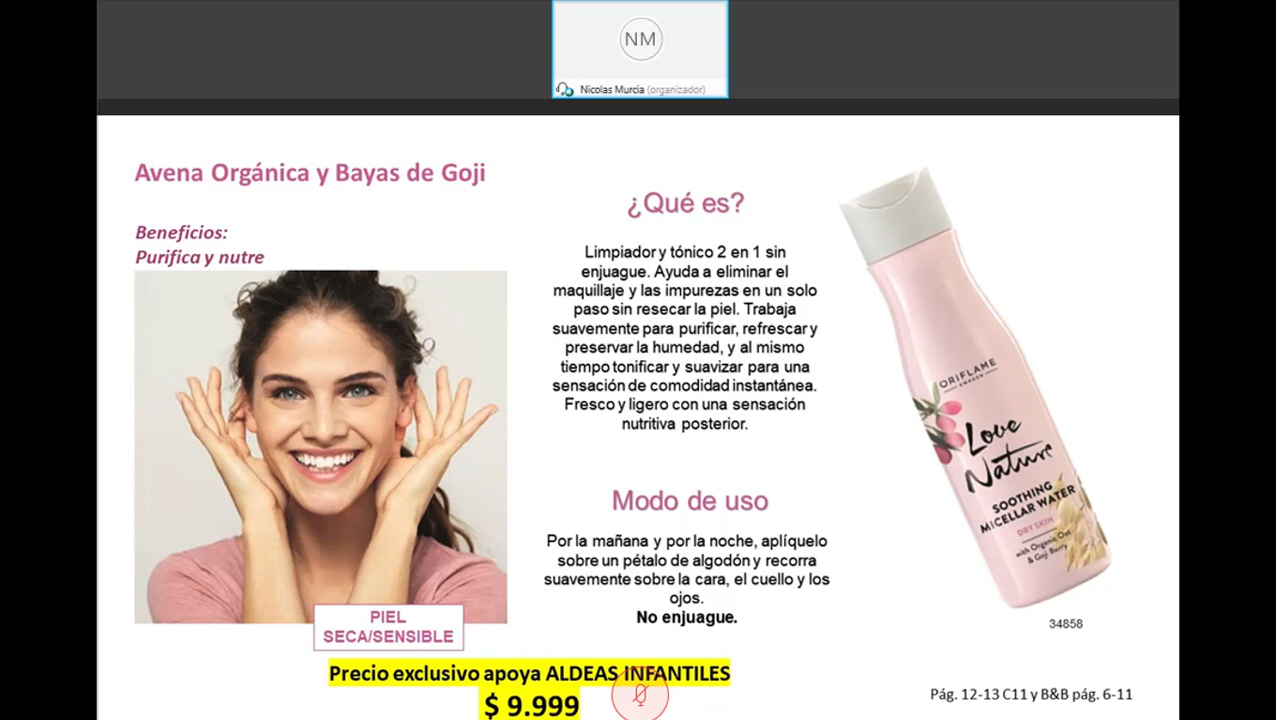 NM
Nicolas Murcia (organizador)
Avena Orgánica y Bayas de Goji
Beneficios:
Purifica y nutre
¿Qué es?
Limpiador y tónico 2 en 1 sin
enjuague. Ayuda a eliminar el
maquillaje y las impurezas en un solo
paso sin resecar la piel. Trabaja
suavemente para purificar, refrescar y
preservar la humedad, y al mismo
tiempo tonificar y suavizar para una
sensación de comodidad instantánea.
Fresco y ligero con una sensación
nutritiva posterior.
Modo de uso
Por la mañana y por la noche, aplíquelo
sobre un pétalo de algodón y recorra
suavemente sobre la cara, el cuello y los
ojos.
No enjuague.
ORIFLAME
SWEDEN
Love
Nature
SOOTHING
MICELLAR WATER
DRY SKIN
with Organic Oat
& Goji Berry
34858
PIEL
SECA/SENSIBLE
Precio exclusivo apoya ALDEAS INFANTILES
$ 9.999
Pág. 12-13 C11 y B&B pág. 6-11